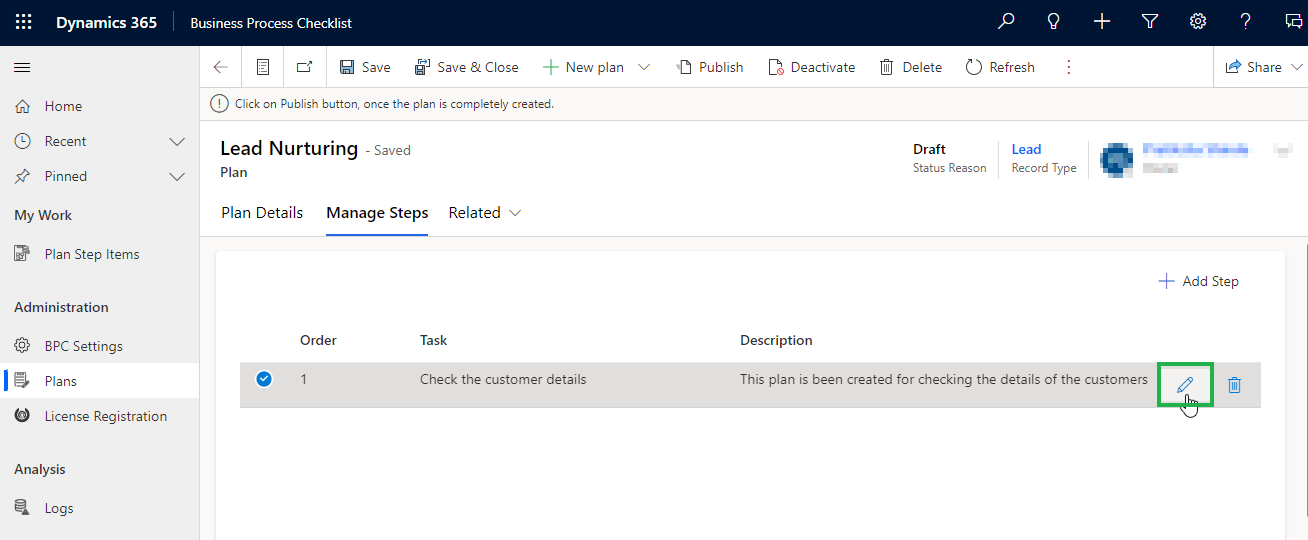 Dynamics 365 Business Process Checklist
Save Save & Close New plan Publish Deactivate Delete Refresh Share
Click on Publish button, once the plan is completely created.
Home
Recent
Pinned
My Work
Plan Step Items
Administration
BPC Settings
Plans
License Registration
Analysis
Logs
Lead Nurturing - Saved
Plan
Draft
Status Reason
Lead
Record Type
Plan Details Manage Steps Related
Add Step
Order Task Description
1 Check the customer details This plan is been created for checking the details of the customers